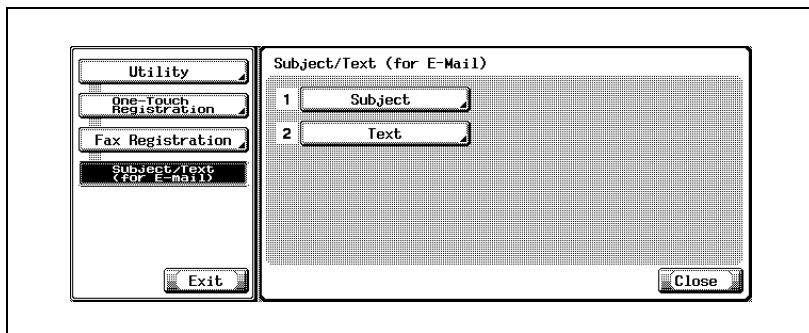 Utility
One-Touch
Registration
Fax Registration
Subject/Text
(for E-mail)
Exit
Subject/Text (for E-Mail)
1 Subject
2 Text
Close